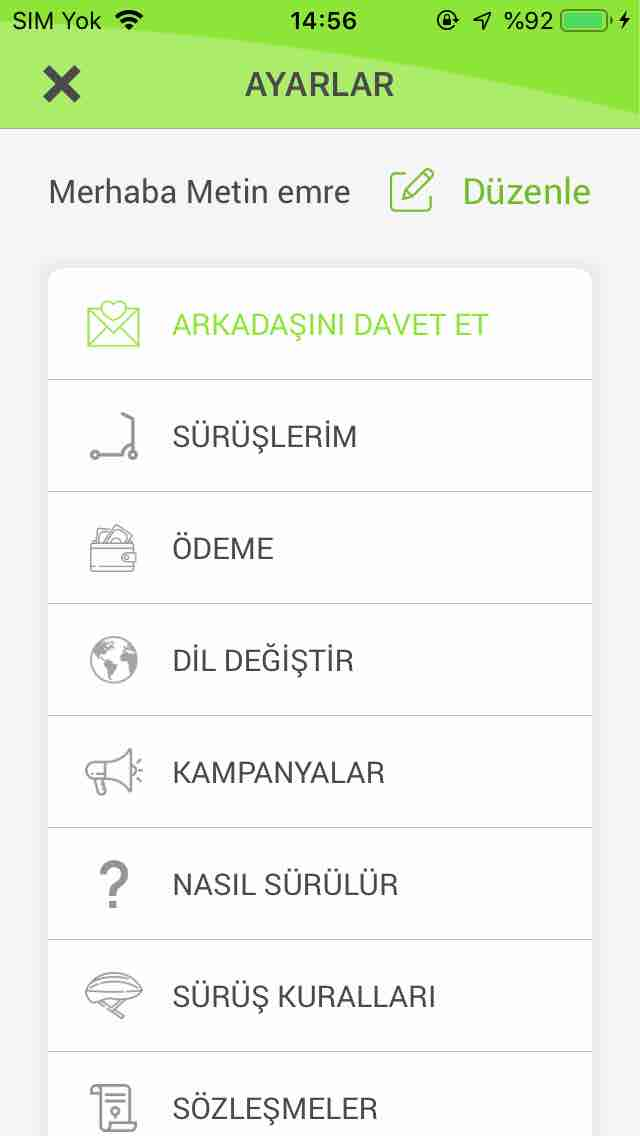 SIM Yok 14:56 %92
AYARLAR
Merhaba Metin emre Düzenle
ARKADAŞINI DAVET ET
SÜRÜŞLERİM
ÖDEME
DİL DEĞİŞTİR
KAMPANYALAR
NASIL SÜRÜLÜR
SÜRÜŞ KURALLARI
SÖZLEŞMELER